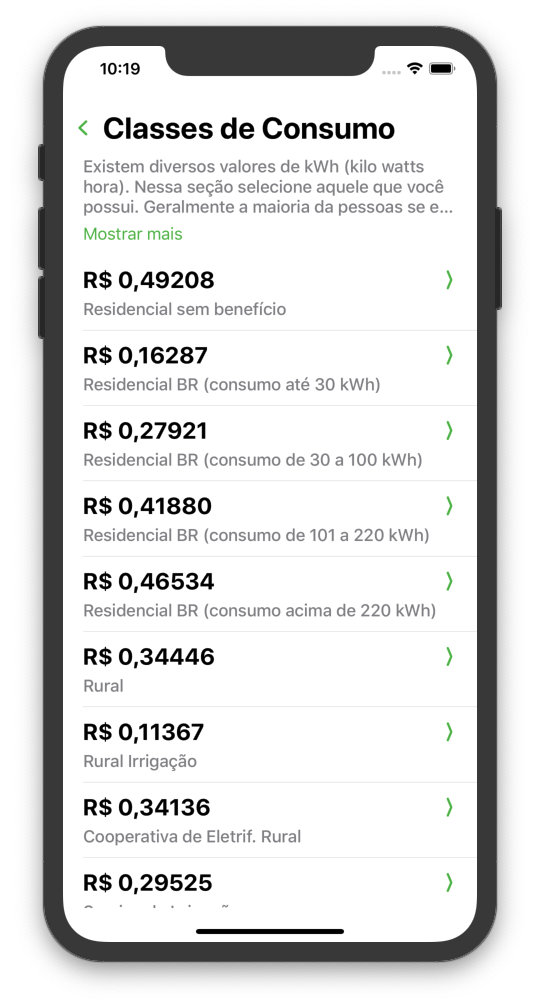 10:19
Classes de Consumo
Existem diversos valores de kWh (kilo watts
hora). Nessa seção selecione aquele que você
possui. Geralmente a maioria da pessoas se e...
Mostrar mais
R$ 0,49208
Residencial sem benefício
R$ 0,16287
Residencial BR (consumo até 30 kWh)
R$ 0,27921
Residencial BR (consumo de 30 a 100 kWh)
R$ 0,41880
Residencial BR (consumo de 101 a 220 kWh)
R$ 0,46534
Residencial BR (consumo acima de 220 kWh)
R$ 0,34446
Rural
R$ 0,11367
Rural Irrigação
R$ 0,34136
Cooperativa de Eletrif. Rural
R$ 0,29525